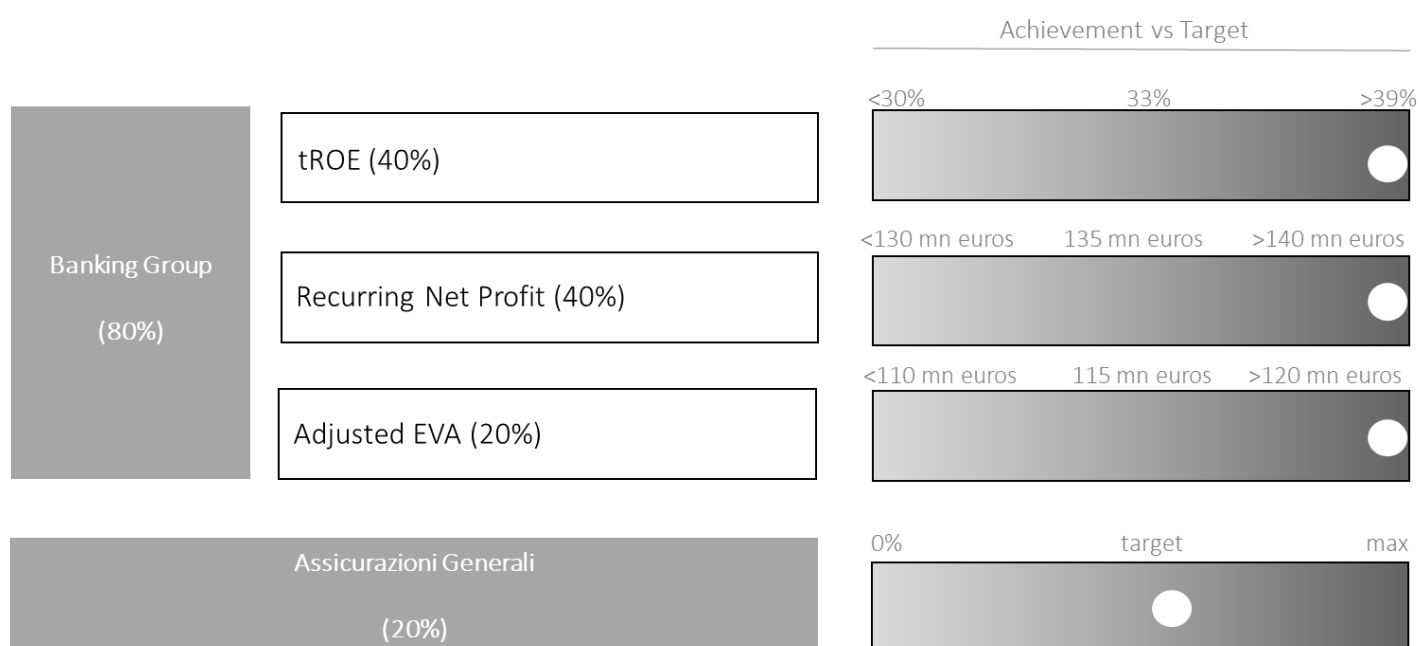 Achievement vs Target
<30% 33% >39%
tROE (40%)
<130 mn euros 135 mn euros >140 mn euros
Banking Group
(80%)
Recurring Net Profit (40%)
<110 mn euros 115 mn euros >120 mn euros
Adjusted EVA (20%)
0% target max
Assicurazioni Generali
(20%)